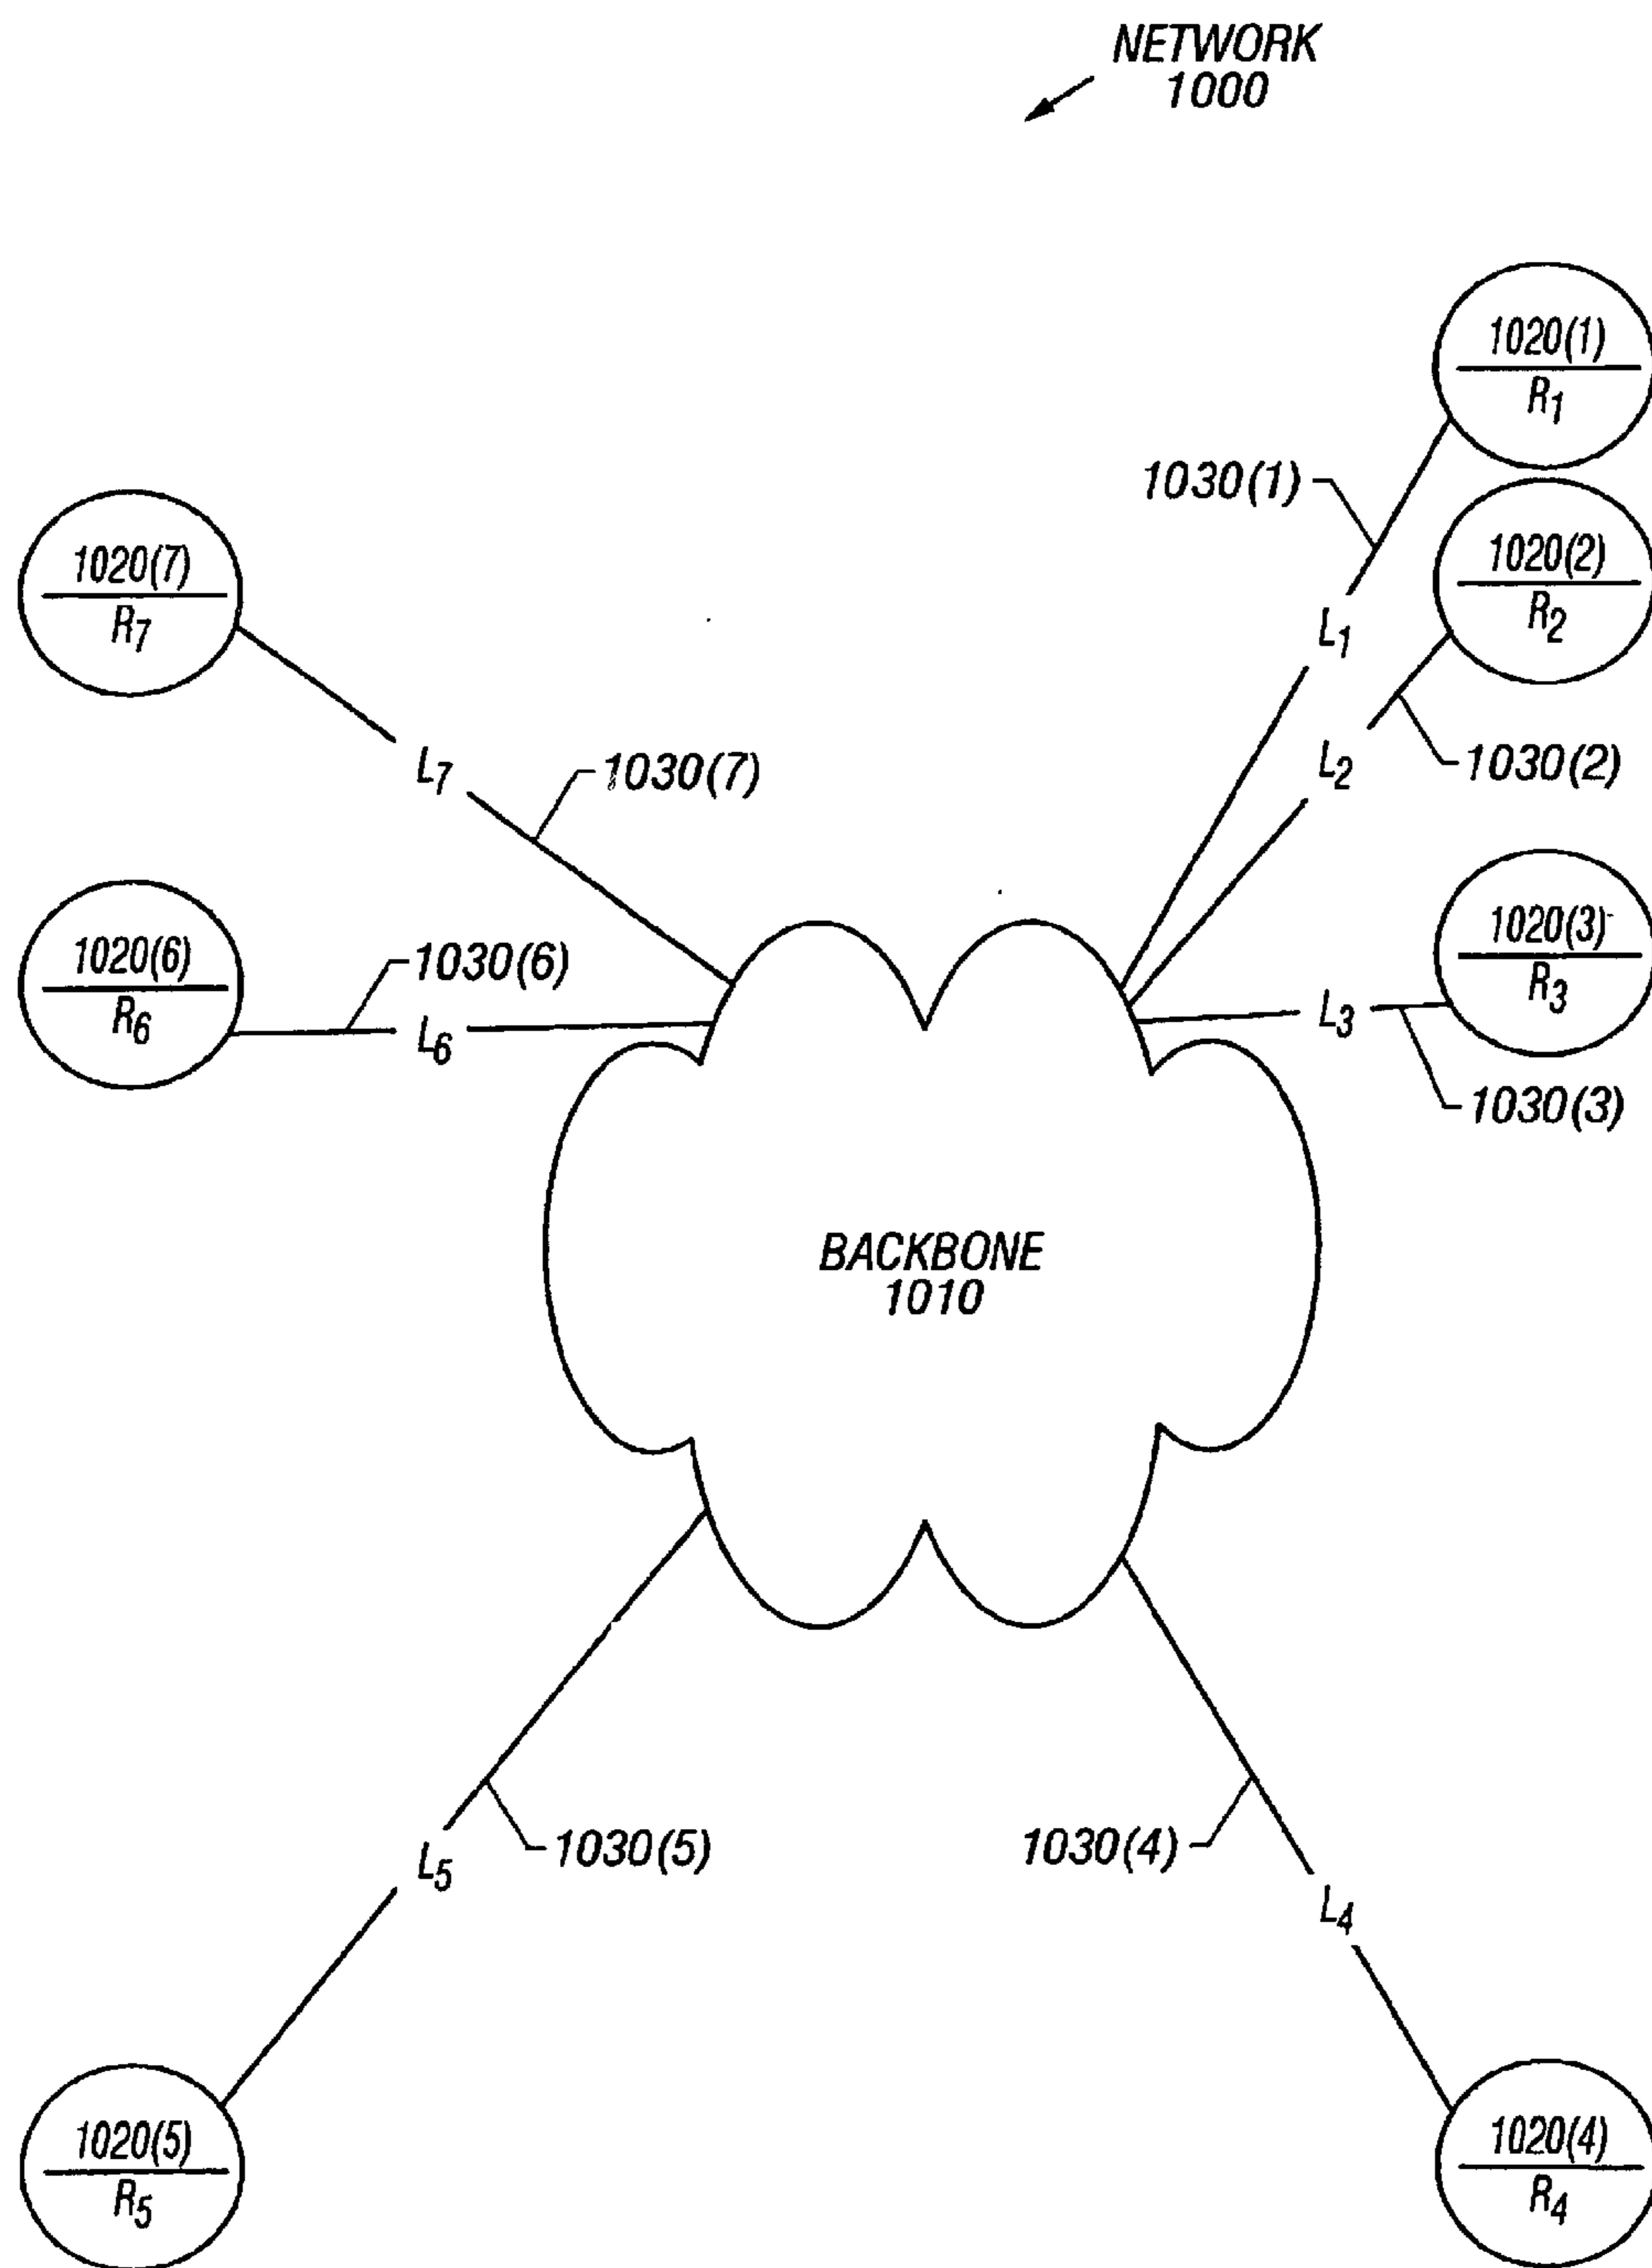 NETWORK
1000
1020(1)
R1
1030(1)
1020(7)
R7
1020(2)
R2
L1
L7
1030(7)
L2
1030(2)
1020(6)
R6
1030(6)
L6
1020(3)
R3
L3
1030(3)
BACKBONE
1010
L5
1030(5)
1030(4)
L4
1020(5)
R5
1020(4)
R4